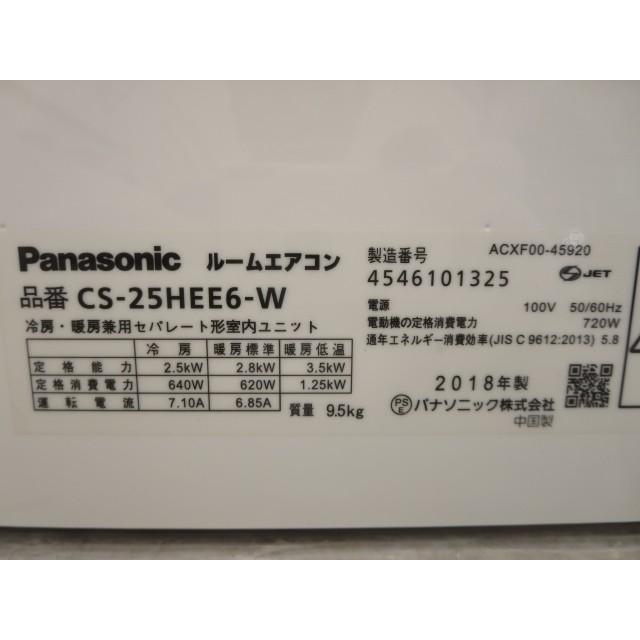 Panasonic ルームエアコン
品番 CS-25HEE6-W
冷房・暖房兼用セパレート形室内ユニット
冷房 暖房標準 暖房低温
定格能力 2.5kW 2.8kW 3.5kW
定格消費電力 640W 620W 1.25kW
運転電流 7.10A 6.85A
質量 9.5kg
製造番号 ACXF00-45920
4546101325 JET
電源 100V 50/60Hz
電動機の定格消費電力 720W
通年エネルギー消費効率(JIS C 9612:2013) 5.8
2018年製
PSE パナソニック株式会社
中国製